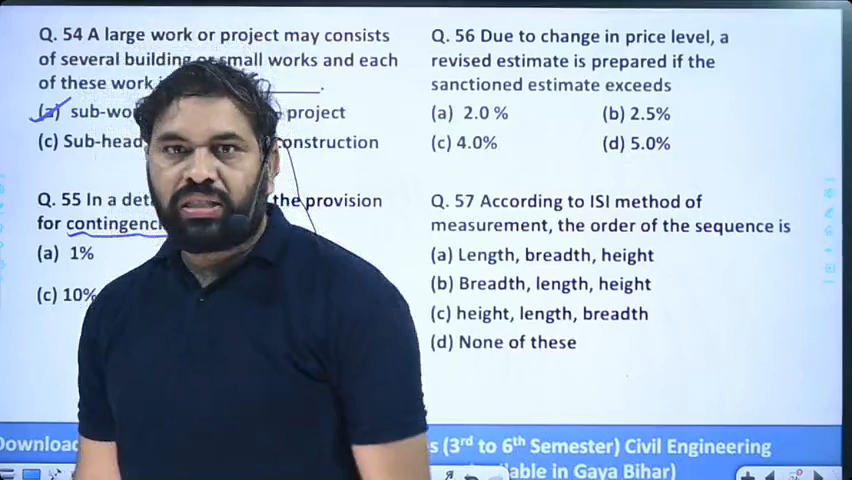 Q. 54 A large work or project may consists
of several building or small works and each
of these work
(a) sub-wo project
(c) Sub-head construction
Q. 55 In a det the provision
for contingenc
(a) 1%
(c) 10%
Q. 56 Due to change in price level, a
revised estimate is prepared if the
sanctioned estimate exceeds
(a) 2.0 %
(b) 2.5%
(c) 4.0%
(d) 5.0%
Q. 57 According to ISI method of
measurement, the order of the sequence is
(a) Length, breadth, height
(b) Breadth, length, height
(c) height, length, breadth
(d) None of these
Download s (3rd to 6th Semester) Civil Engineering
lable in Gaya Bihar)